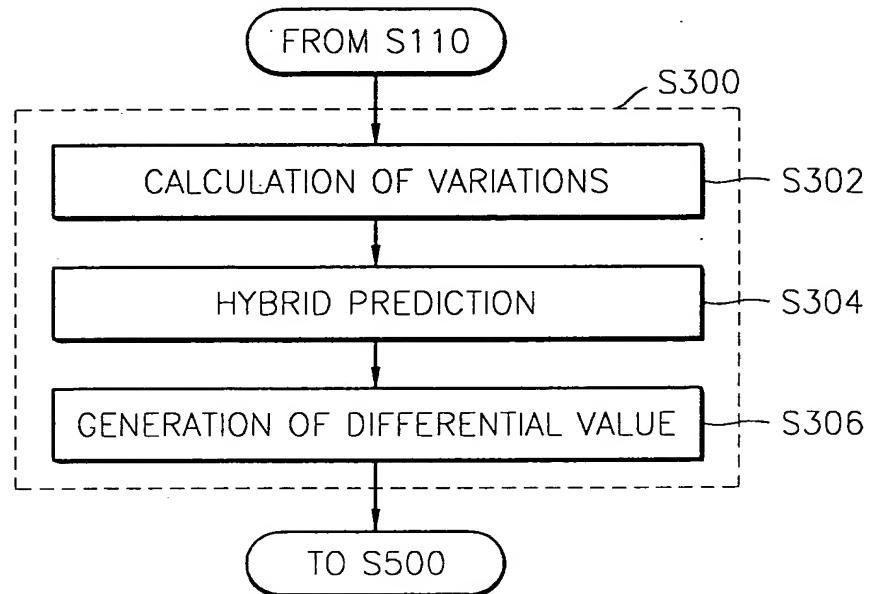 FROM S110
S300
CALCULATION OF VARIATIONS
S302
HYBRID PREDICTION
S304
GENERATION OF DIFFERENTIAL VALUE
S306
TO S500